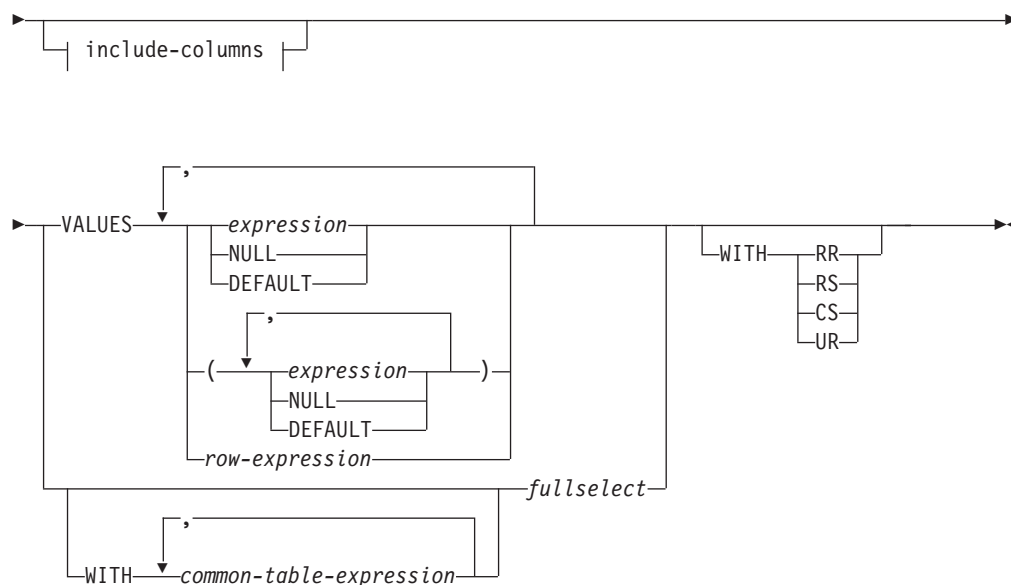 include-columns
,
VALUES expression
NULL WITH RR
DEFAULT RS
, CS
UR
( expression )
NULL
DEFAULT
row-expression
fullselect
,
WITH common-table-expression